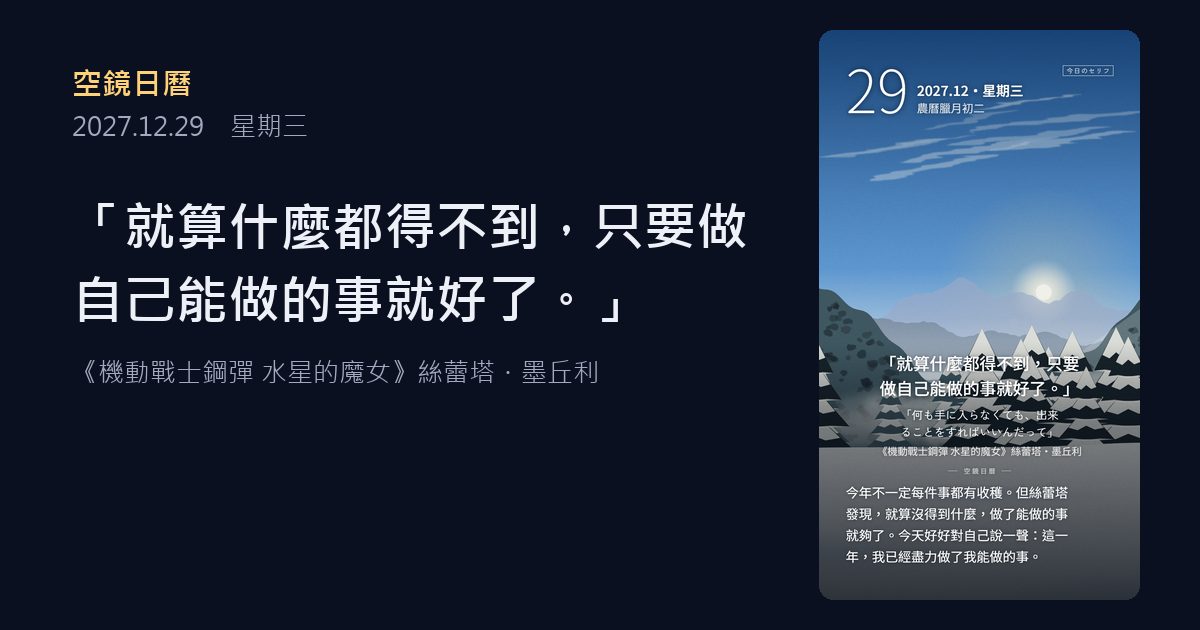 空鏡日曆
2027.12.29 星期三
「就算什麼都得不到，只要做
自己能做的事就好了。」
《機動戰士鋼彈 水星的魔女》絲蕾塔·墨丘利
29
2027.12・星期三
農曆臘月初二
今日のセリフ
「就算什麼都得不到，只要
做自己能做的事就好了。」
「何も手に入らなくても、出来
ることをすればいいんだって」
《機動戰士鋼彈 水星的魔女》絲蕾塔・墨丘利
— 空鏡日曆 —
今年不一定每件事都有收穫。但絲蕾塔
發現，就算沒得到什麼，做了能做的事
就夠了。今天好好對自己說一聲：這一
年，我已經盡力做了我能做的事。